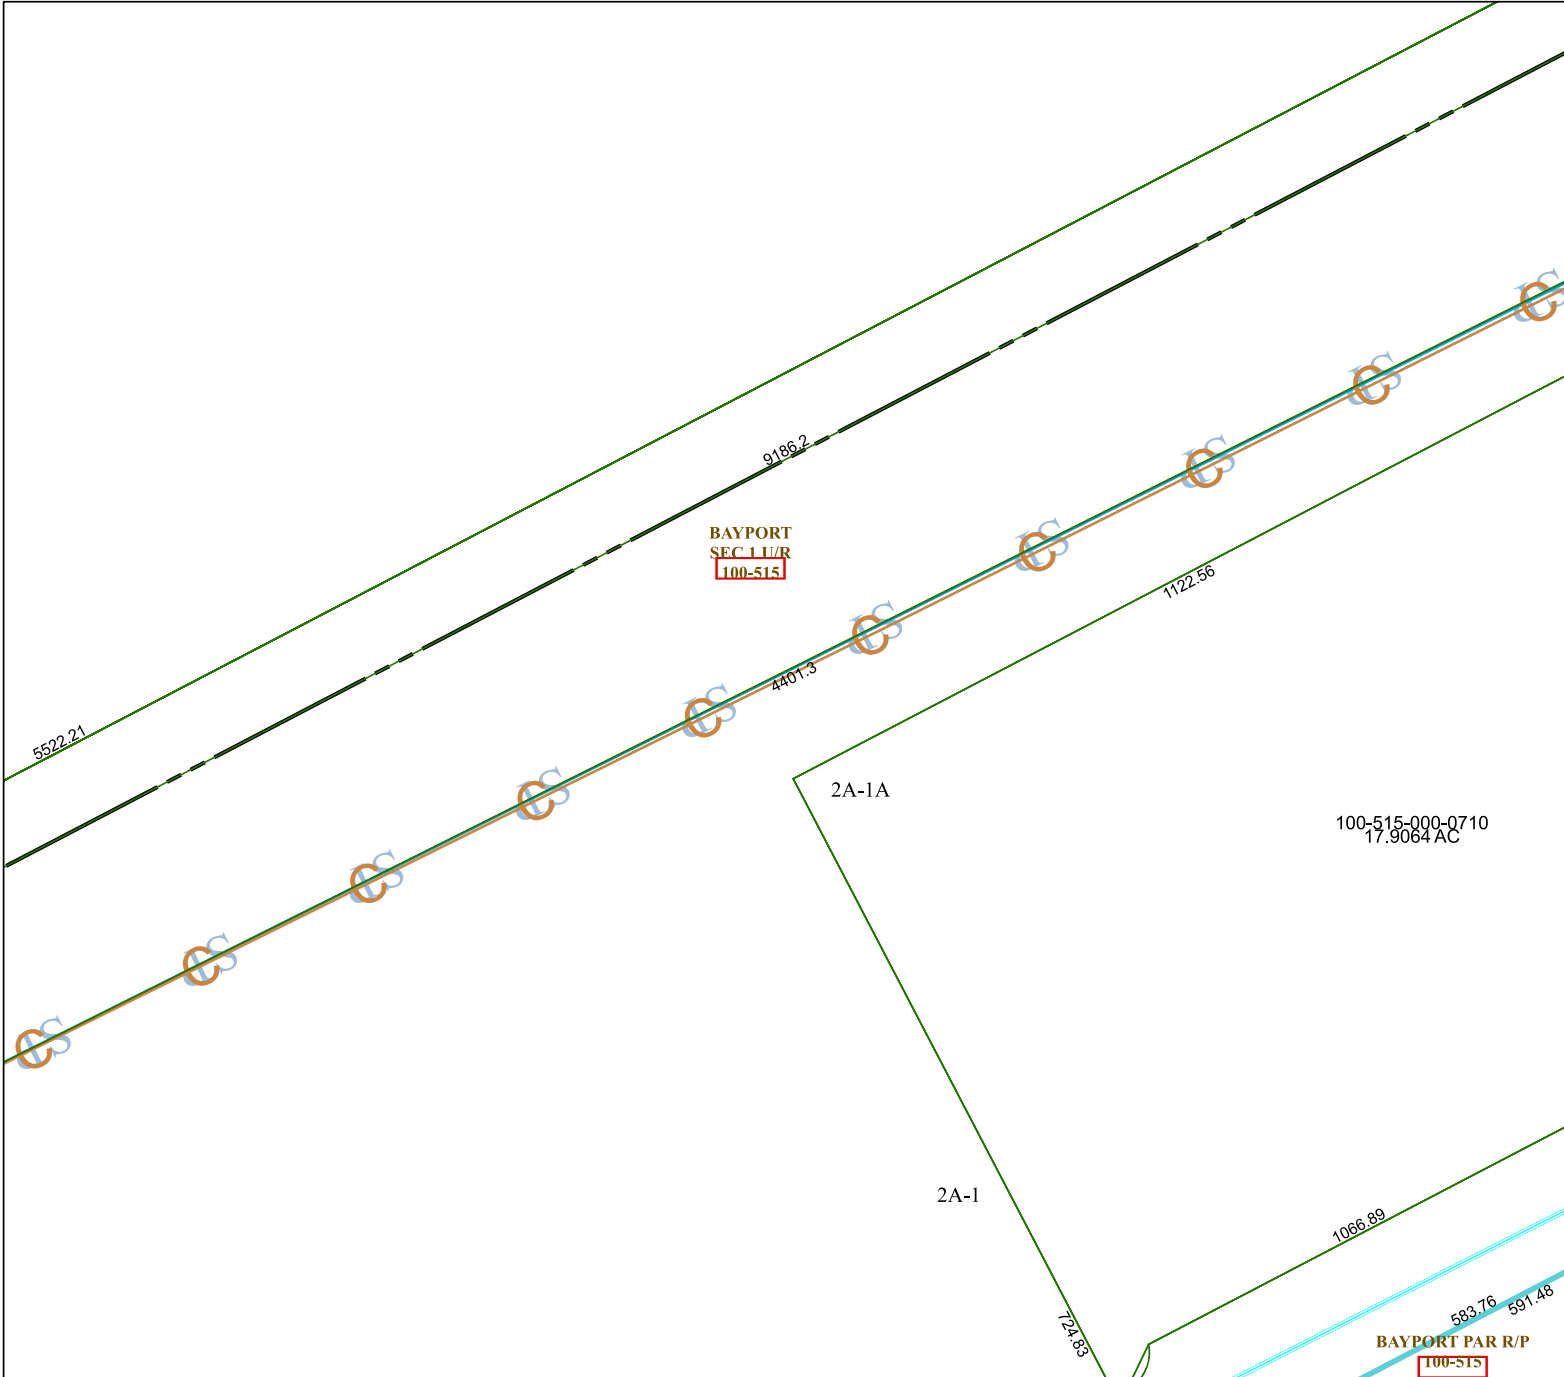 9186.2
BAYPORT
SEC 1 U/R
100-515
1122.56
4401.3
5522.21
2A-1A
100-515-000-0710
17.9064 AC
2A-1
1066.89
724.83
583.76
591.48
BAYPORT PAR R/P
100-515